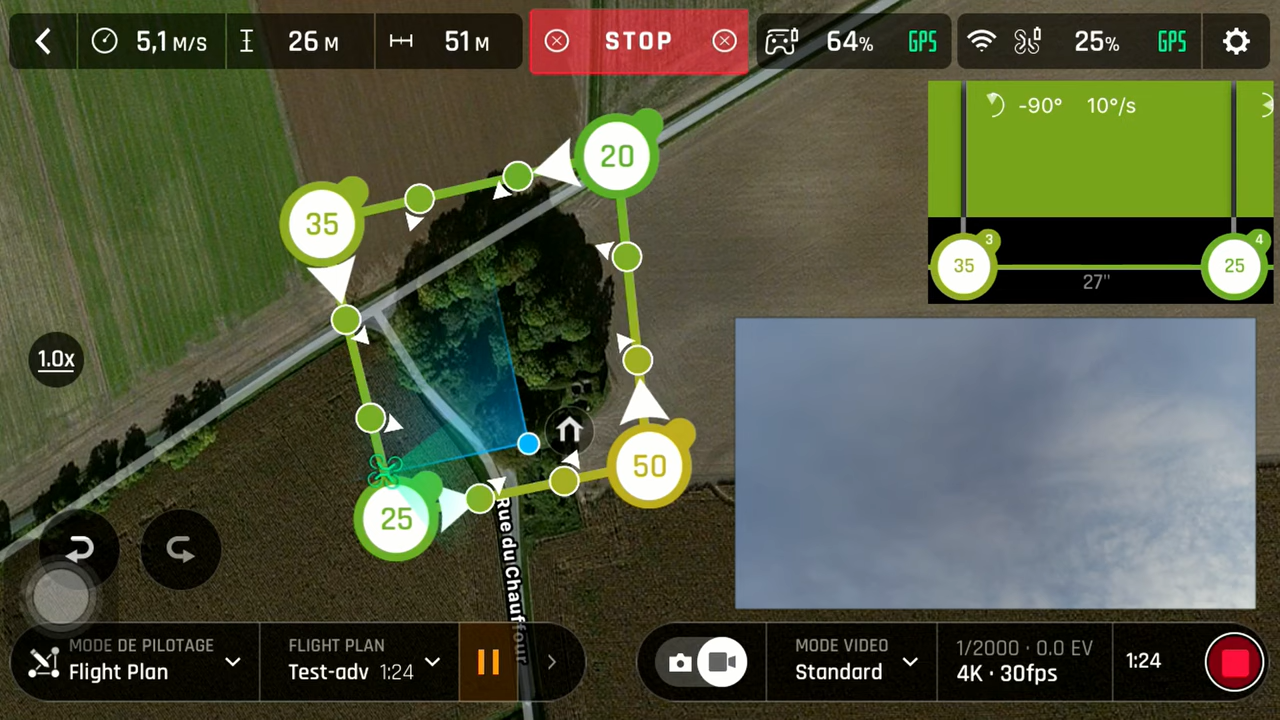 5,1 M/S
26 M
51 M
STOP
64%
GPS
25%
GPS
-90° 10°/s
3
4
35
25
27"
20
35
50
25
1.0x
Rue du Chauffour
MODE DE PILOTAGE
Flight Plan
FLIGHT PLAN
Test-adv 1:24
MODE VIDEO
Standard
1/2000 · 0.0 EV
4K · 30fps
1:24